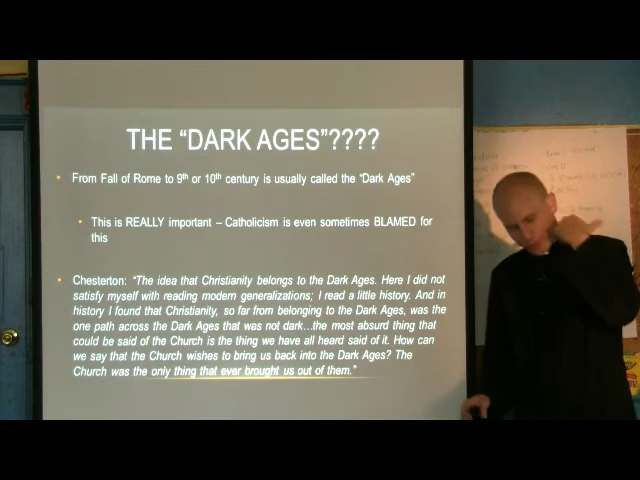 THE “DARK AGES”????
• From Fall of Rome to 9th or 10th century is usually called the “Dark Ages”
• This is REALLY important – Catholicism is even sometimes BLAMED for
this
• Chesterton: “The idea that Christianity belongs to the Dark Ages. Here I did not
satisfy myself with reading modern generalizations; I read a little history. And in
history I found that Christianity, so far from belonging to the Dark Ages, was the
one path across the Dark Ages that was not dark…the most absurd thing that
could be said of the Church is the thing we have all heard said of it. How can
we say that the Church wishes to bring us back into the Dark Ages? The
Church was the only thing that ever brought us out of them.”